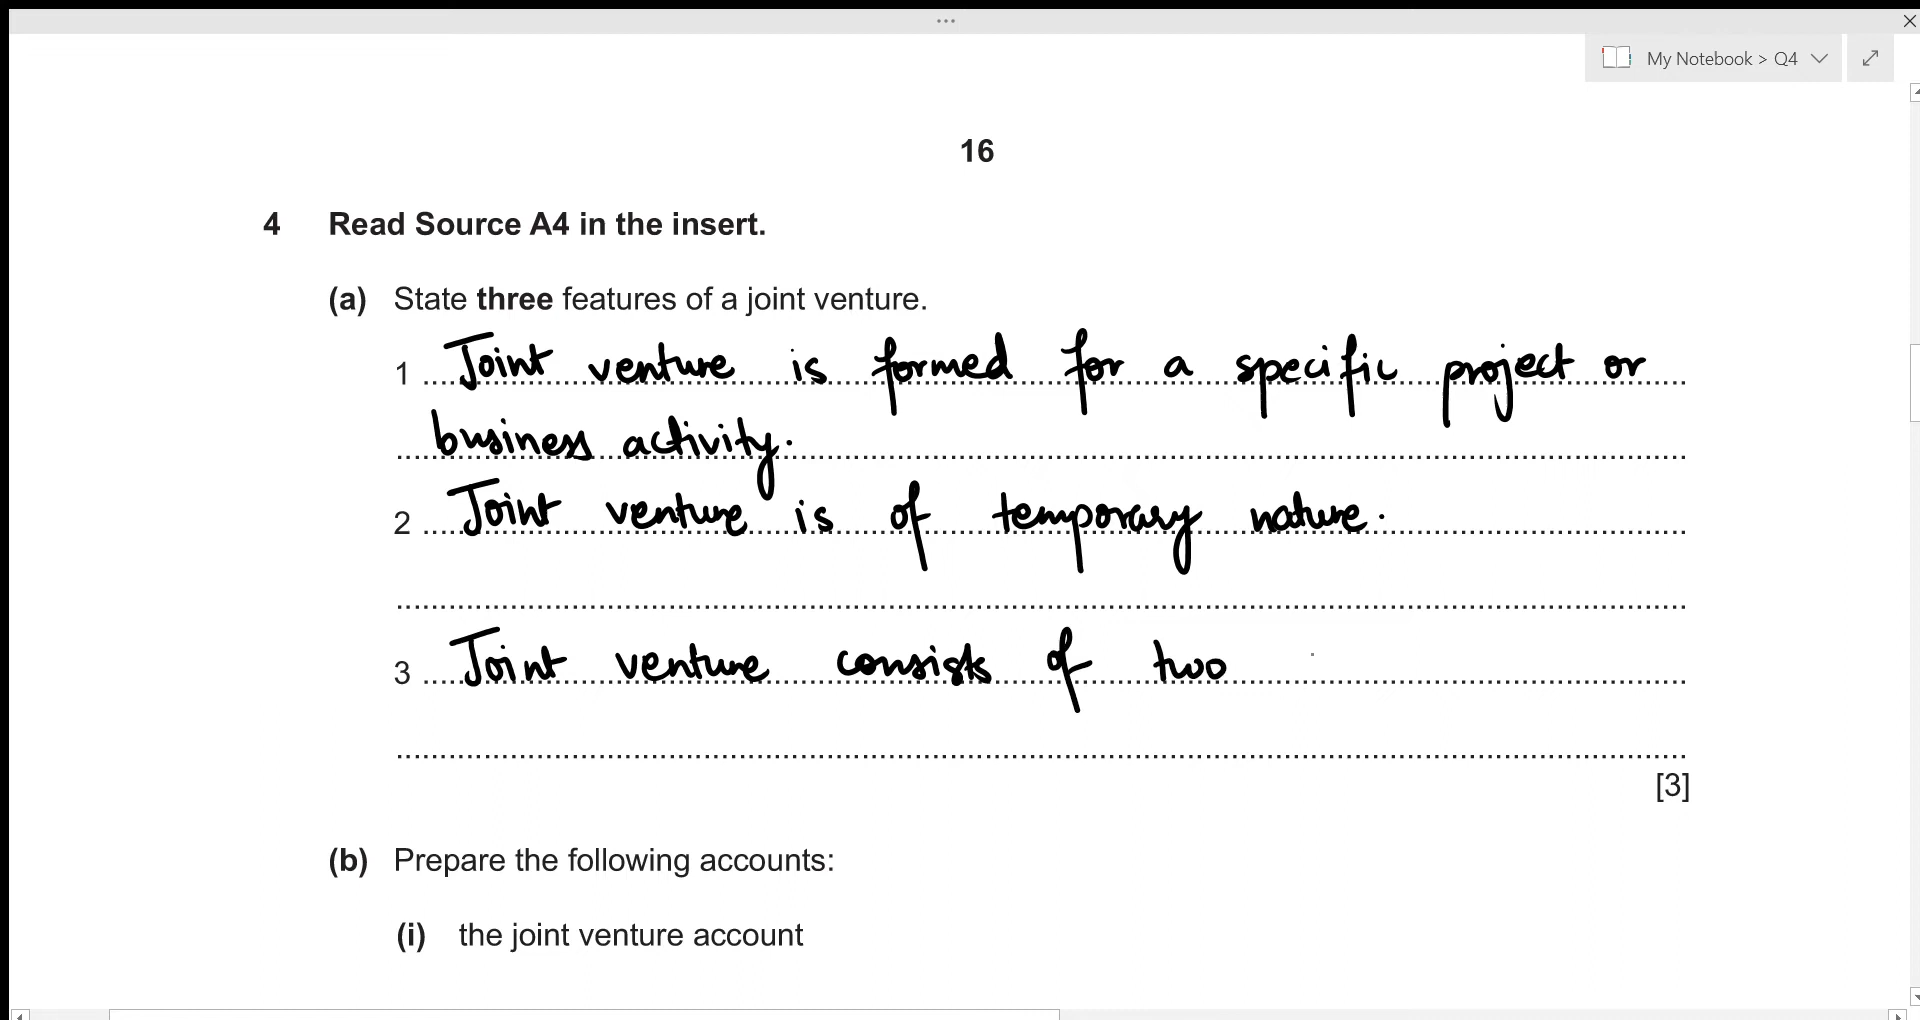 My Notebook > Q4
16
4 Read Source A4 in the insert.
(a) State three features of a joint venture.
1 Joint venture is formed for a specific project or
business activity.
2 Joint venture is of temporary nature.
3 Joint venture consists of two
[3]
(b) Prepare the following accounts:
(i) the joint venture account